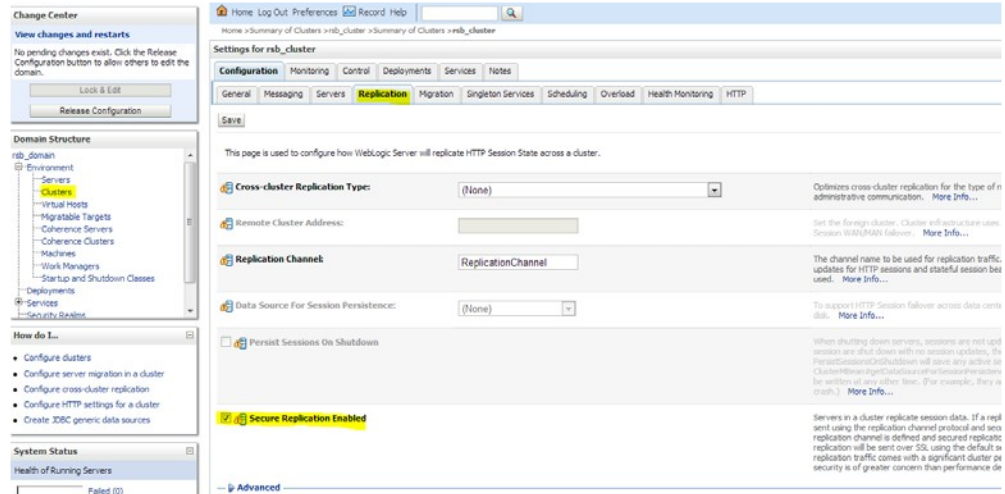 Change Center
View changes and restarts
No pending changes exist. Click the Release
Configuration button to allow others to edit the
domain.
Lock & Edit
Release Configuration
Domain Structure
rsb_domain
Environment
Servers
Clusters
Virtual Hosts
Migratable Targets
Coherence Servers
Coherence Clusters
Machines
Work Managers
Startup and Shutdown Classes
Deployments
Services
Security Realms
How do I...
Configure clusters
Configure server migration in a cluster
Configure cross-cluster replication
Configure HTTP settings for a cluster
Create JDBC generic data sources
System Status
Health of Running Servers
Failed (0)
Home Log Out Preferences Record Help
Home >Summary of Clusters >rsb_cluster >Summary of Clusters >rsb_cluster
Settings for rsb_cluster
Configuration Monitoring Control Deployments Services Notes
General Messaging Servers Replication Migration Singleton Services Scheduling Overload Health Monitoring HTTP
Save
This page is used to configure how WebLogic Server will replicate HTTP Session State across a cluster.
Cross-cluster Replication Type: (None)
Optimizes cross-cluster replication for the type of
administrative communication. More Info...
Remote Cluster Address:
Set the foreign cluster. Cluster infrastructure uses
Session WAN/MAN failover. More Info...
Replication Channel: ReplicationChannel
The channel name to be used for replication traffic.
updates for HTTP sessions and stateful session
used. More Info...
Data Source For Session Persistence: (None)
To support HTTP Session failover across data
disk. More Info...
Persist Sessions On Shutdown
When shutting down servers, sessions are not
session are shut down with no session updates,
PersistSessionsOnShutdown will save any active
be written at any other time. (For example, they
crash.) More Info...
Secure Replication Enabled
Servers in a cluster replicate session data. If a
sent using the replication channel protocol and
replication channel is defined and secured
replication will be sent over SSL using the default
replication traffic comes with a significant cluster
security is of greater concern than performance
Advanced